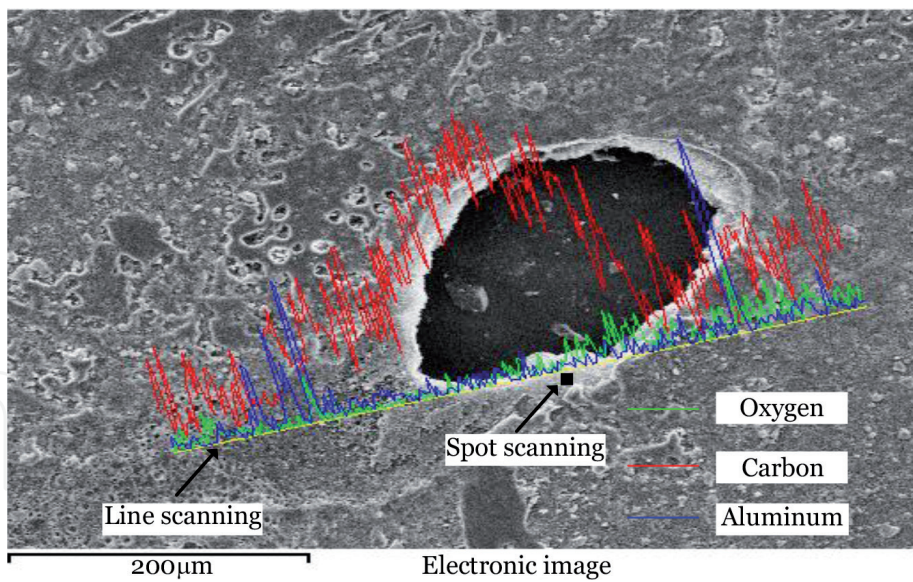 Oxygen
Spot scanning
Carbon
Line scanning
Aluminum
200μm
Electronic image